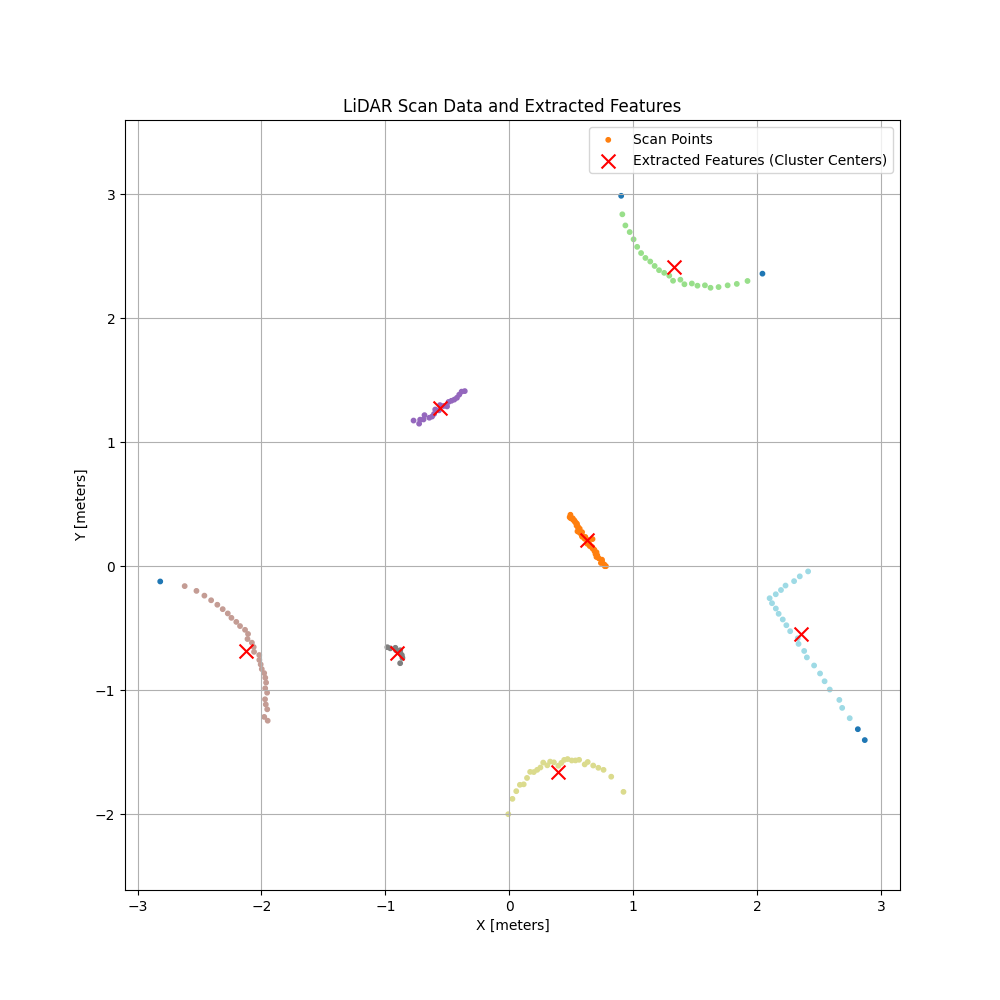 LiDAR Scan Data and Extracted Features
Scan Points
Extracted Features (Cluster Centers)
3
2
1
0
−1
−2
Y [meters]
−3
−2
−1
0
1
2
3
X [meters]